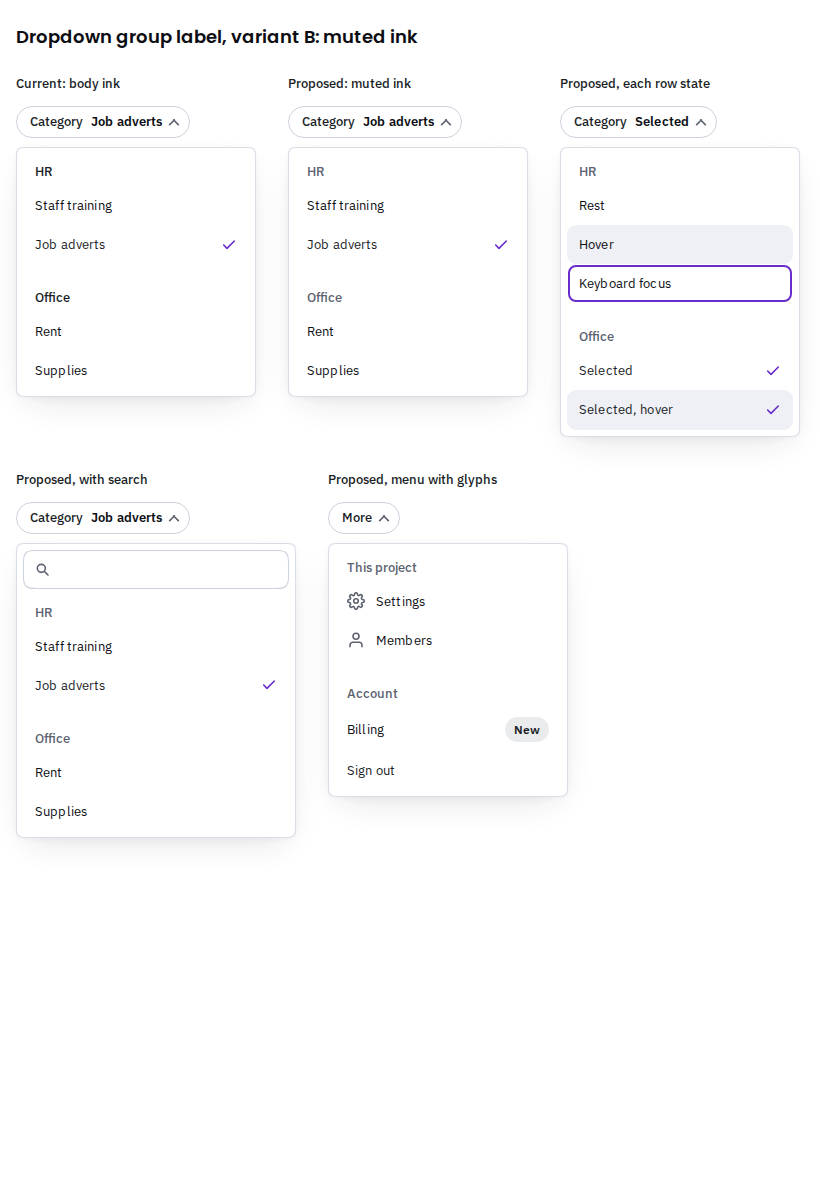 Dropdown group label, variant B: muted ink
Current: body ink
Category Job adverts
HR
Staff training
Job adverts
Office
Rent
Supplies
Proposed: muted ink
Category Job adverts
HR
Staff training
Job adverts
Office
Rent
Supplies
Proposed, each row state
Category Selected
HR
Rest
Hover
Keyboard focus
Office
Selected
Selected, hover
Proposed, with search
Category Job adverts
HR
Staff training
Job adverts
Office
Rent
Supplies
Proposed, menu with glyphs
More
This project
Settings
Members
Account
Billing New
Sign out